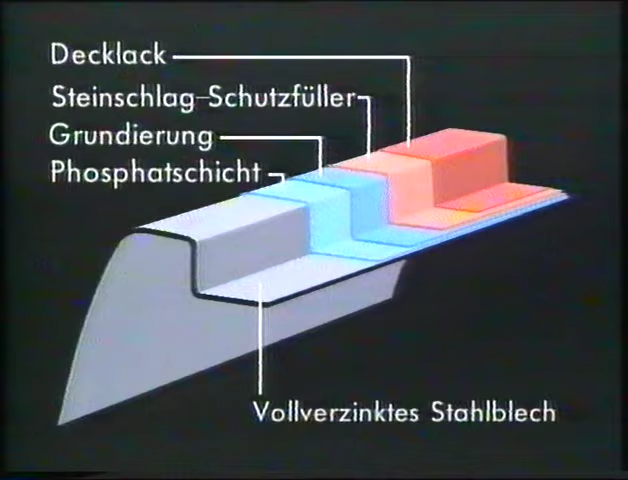 Decklack
Steinschlag-Schutzfüller
Grundierung
Phosphatschicht
Vollverzinktes Stahlblech